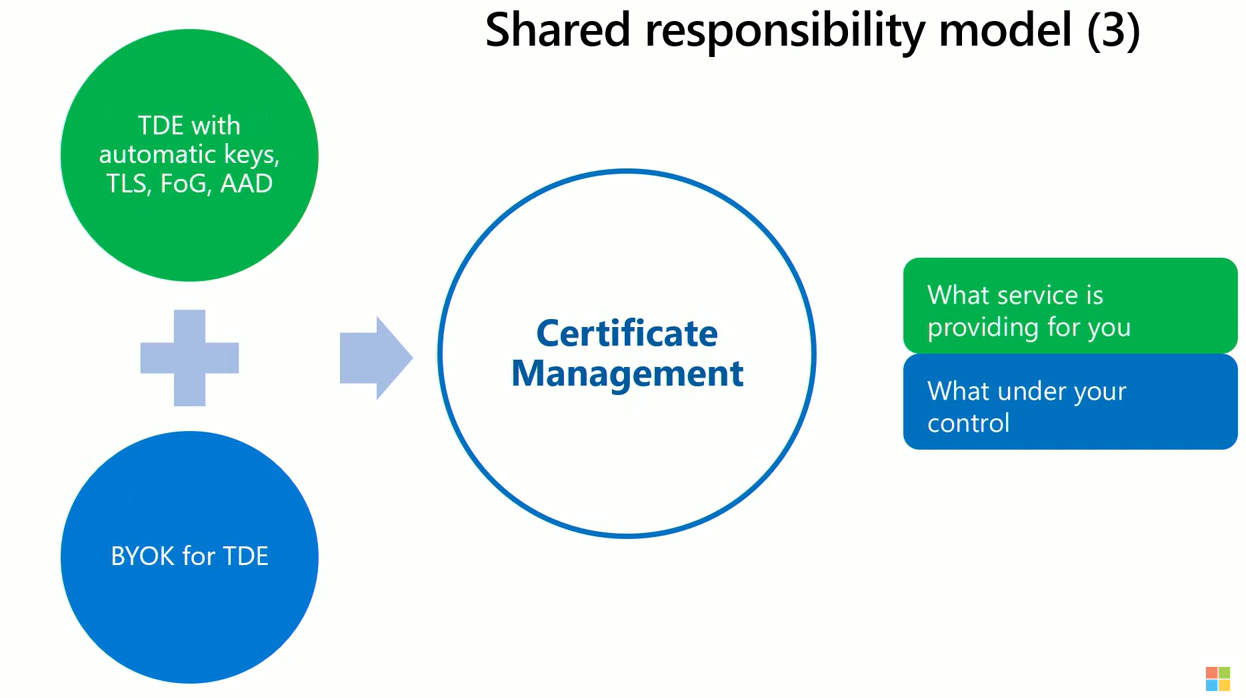 Shared responsibility model (3)
TDE with
automatic keys,
TLS, FoG, AAD
BYOK for TDE
Certificate
Management
What service is
providing for you
What under your
control